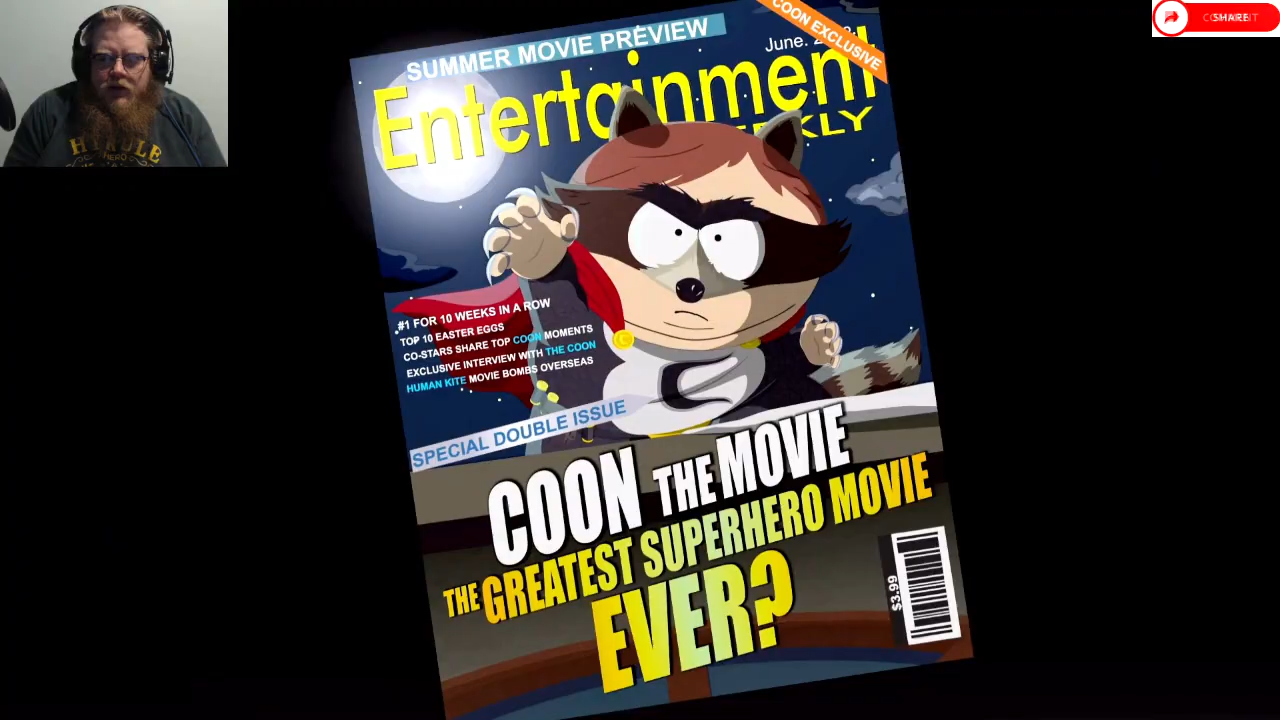 SUMMER MOVIE PREVIEW
June.
COON EXCLUSIVE
Entertainment
#1 FOR 10 WEEKS IN A ROW
TOP 10 EASTER EGGS
CO-STARS SHARE TOP COON MOMENTS
EXCLUSIVE INTERVIEW WITH THE COON
HUMAN KITE MOVIE BOMBS OVERSEAS
SPECIAL DOUBLE ISSUE
COON THE MOVIE
THE GREATEST SUPERHERO MOVIE
EVER?
$3.99
SHARE
HYRULE
HERO